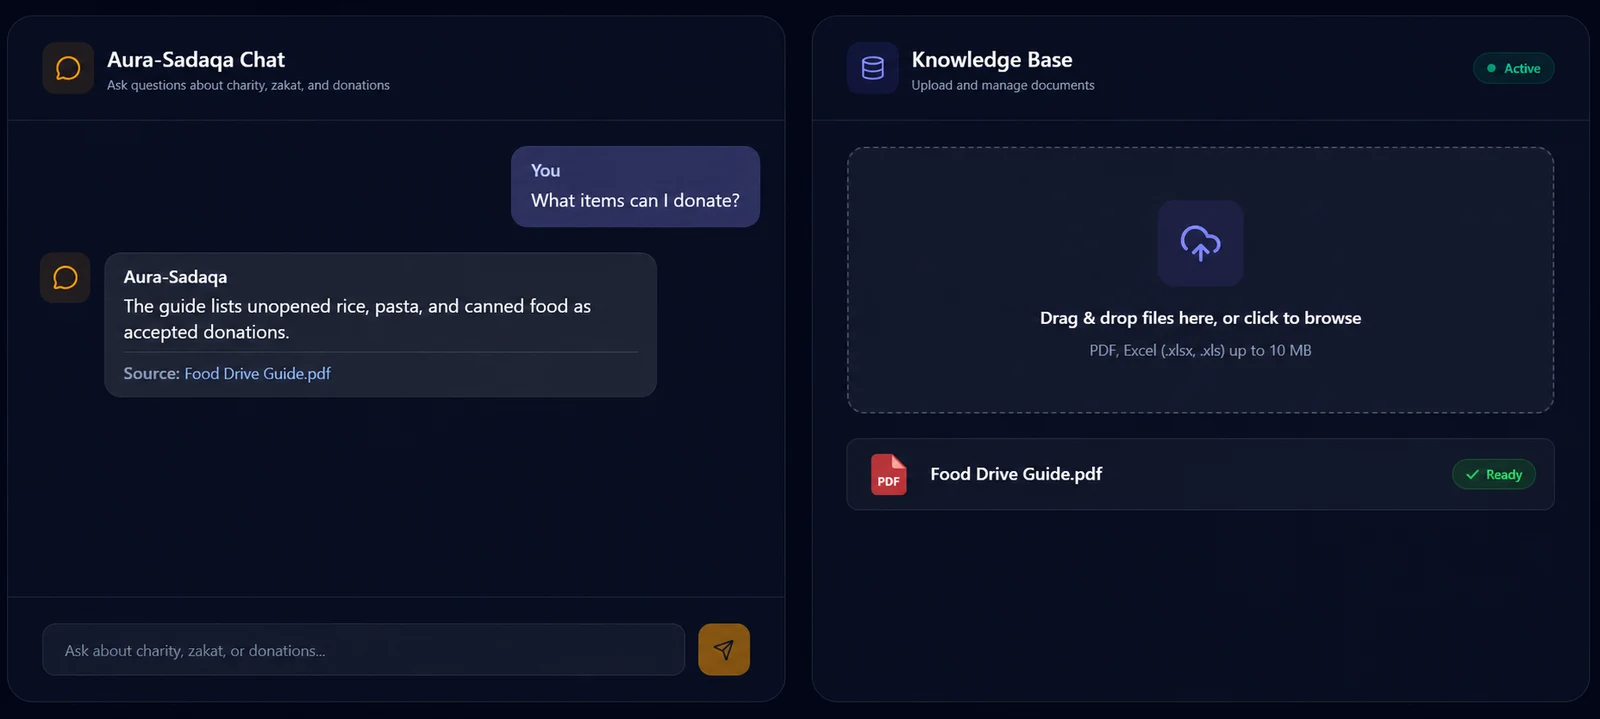 Aura-Sadaqa Chat
Ask questions about charity, zakat, and donations
You
What items can I donate?
Aura-Sadaqa
The guide lists unopened rice, pasta, and canned food as
accepted donations.
Source: Food Drive Guide.pdf
Ask about charity, zakat, or donations...
Knowledge Base
Upload and manage documents
Active
Drag & drop files here, or click to browse
PDF, Excel (.xlsx, .xls) up to 10 MB
PDF
Food Drive Guide.pdf
Ready